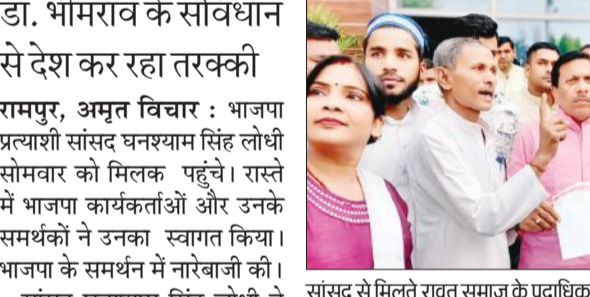 डा. भीमराव के संविधान
से देश कर रहा तरक्की
रामपुर, अमृत विचार : भाजपा
प्रत्याशी सांसद घनश्याम सिंह लोधी
सोमवार को मिलक पहुंचे। रास्ते
में भाजपा कार्यकर्ताओं और उनके
समर्थकों ने उनका स्वागत किया।
भाजपा के समर्थन में नारेबाजी की।
सांसद से मिलते रावत समाज के पदाधिक